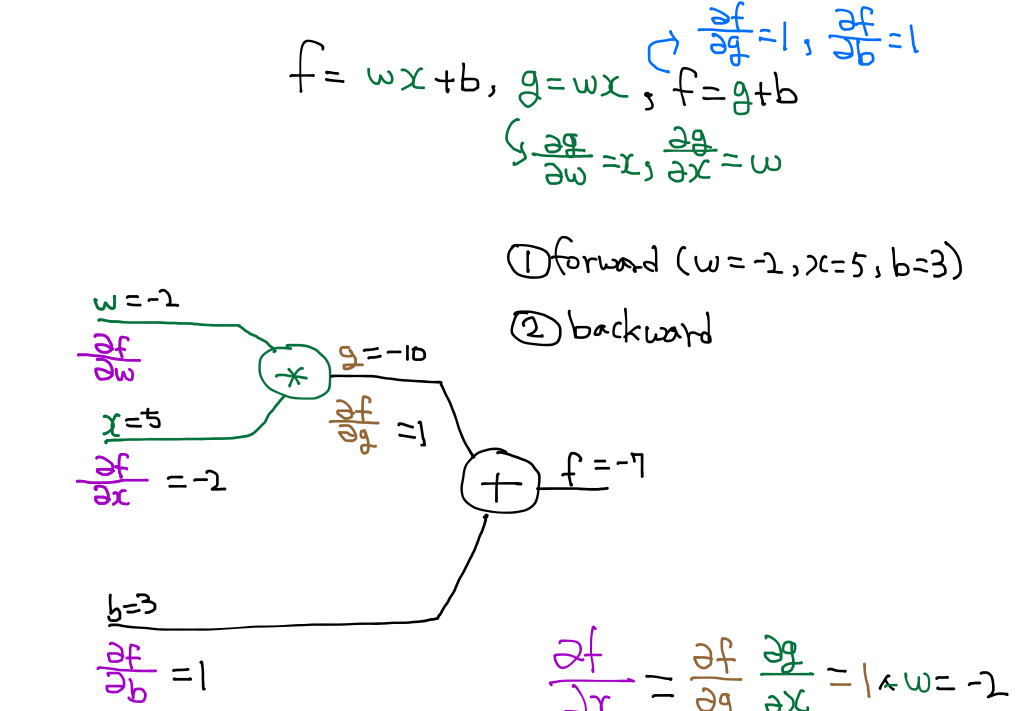 ∂f/∂g = 1, ∂f/∂b = 1
f = wx + b, g = wx, f = g + b
∂g/∂w = x, ∂g/∂x = w
① forward (w = -2, x = 5, b = 3)
② backward
w = -2
∂f/∂w
*
g = -10
∂f/∂g = 1
x = 5
∂f/∂x = -2
+
f = -7
b = 3
∂f/∂b = 1
∂f/∂x = ∂f/∂g ∂g/∂x = 1 * w = -2